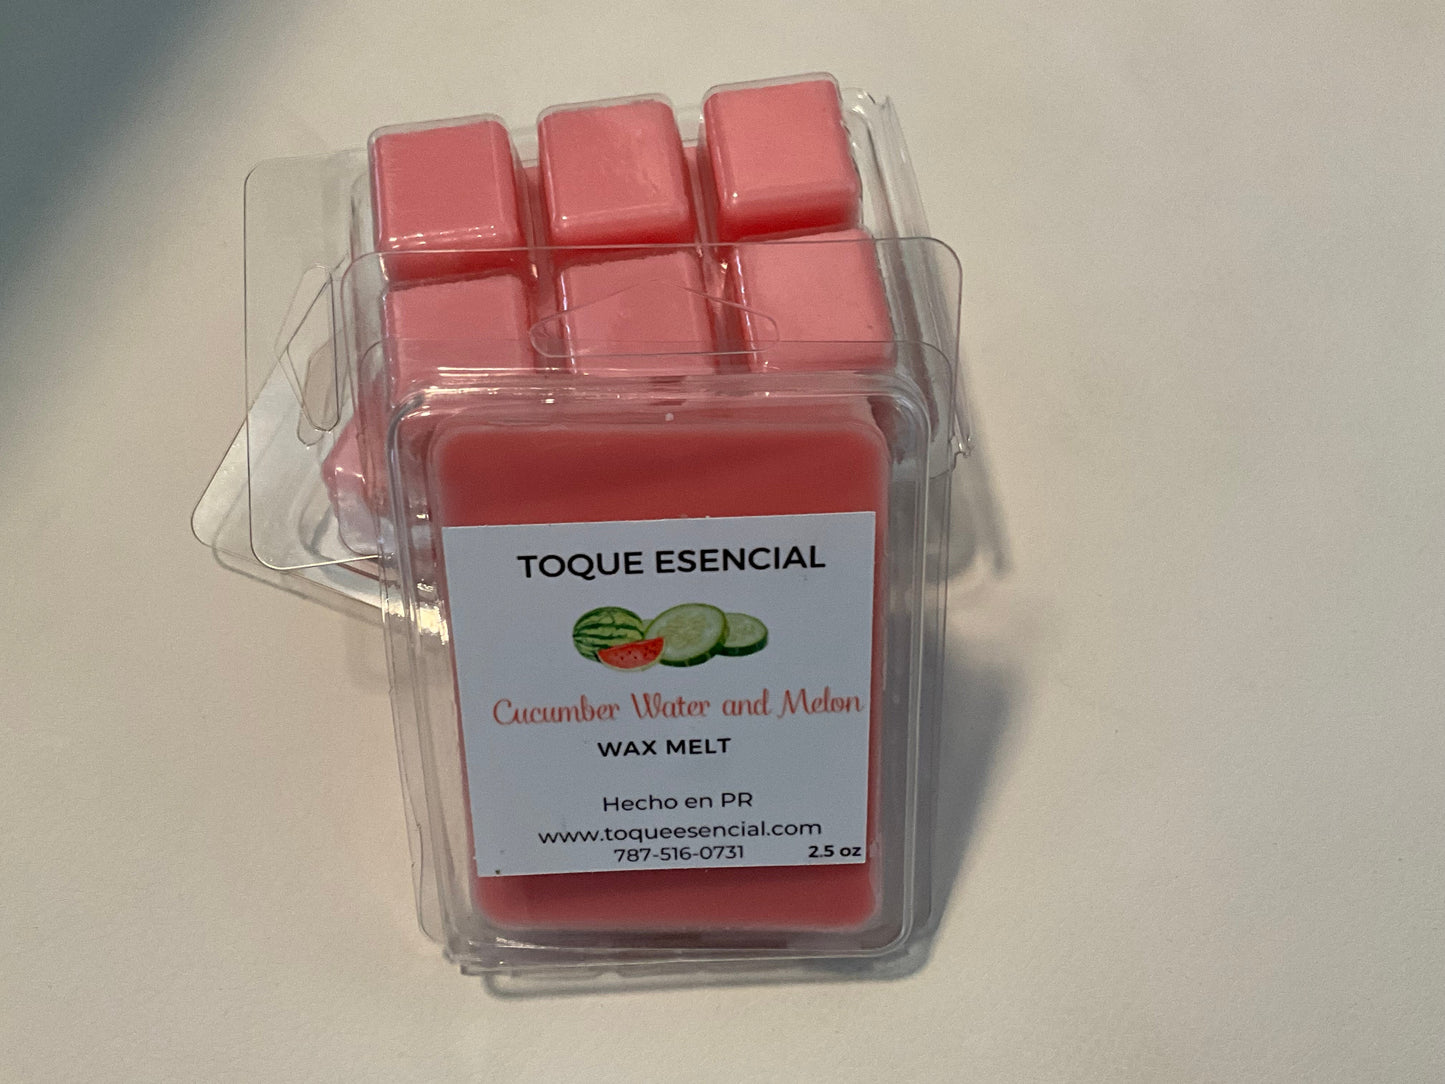 TOQUE ESENCIAL
Cucumber Water and Melon
WAX MELT
Hecho en PR
www.toqueesencial.com
787-516-0731
2.5 oz